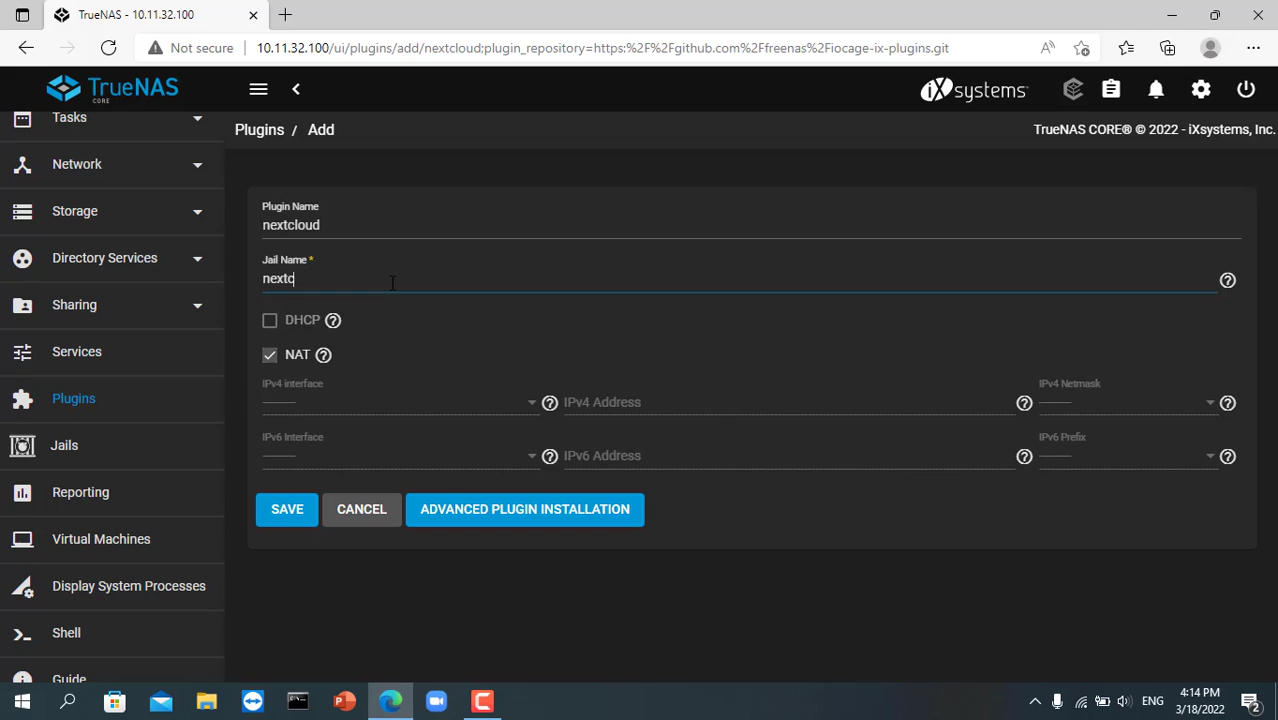 TrueNAS - 10.11.32.100
Not secure
10.11.32.100/ui/plugins/add/nextcloud;plugin_repository=https:%2F%2Fgithub.com%2Ffreenas%2Fiocage-ix-plugins.git
TrueNAS
CORE
iXsystems
Tasks
Network
Storage
Directory Services
Sharing
Services
Plugins
Jails
Reporting
Virtual Machines
Display System Processes
Shell
Guide
Plugins / Add
TrueNAS CORE® © 2022 - iXsystems, Inc.
Plugin Name
nextcloud
Jail Name *
nextc
DHCP
NAT
IPv4 interface
IPv4 Address
IPv4 Netmask
IPv6 Interface
IPv6 Address
IPv6 Prefix
SAVE
CANCEL
ADVANCED PLUGIN INSTALLATION
ENG
4:14 PM
3/18/2022
2